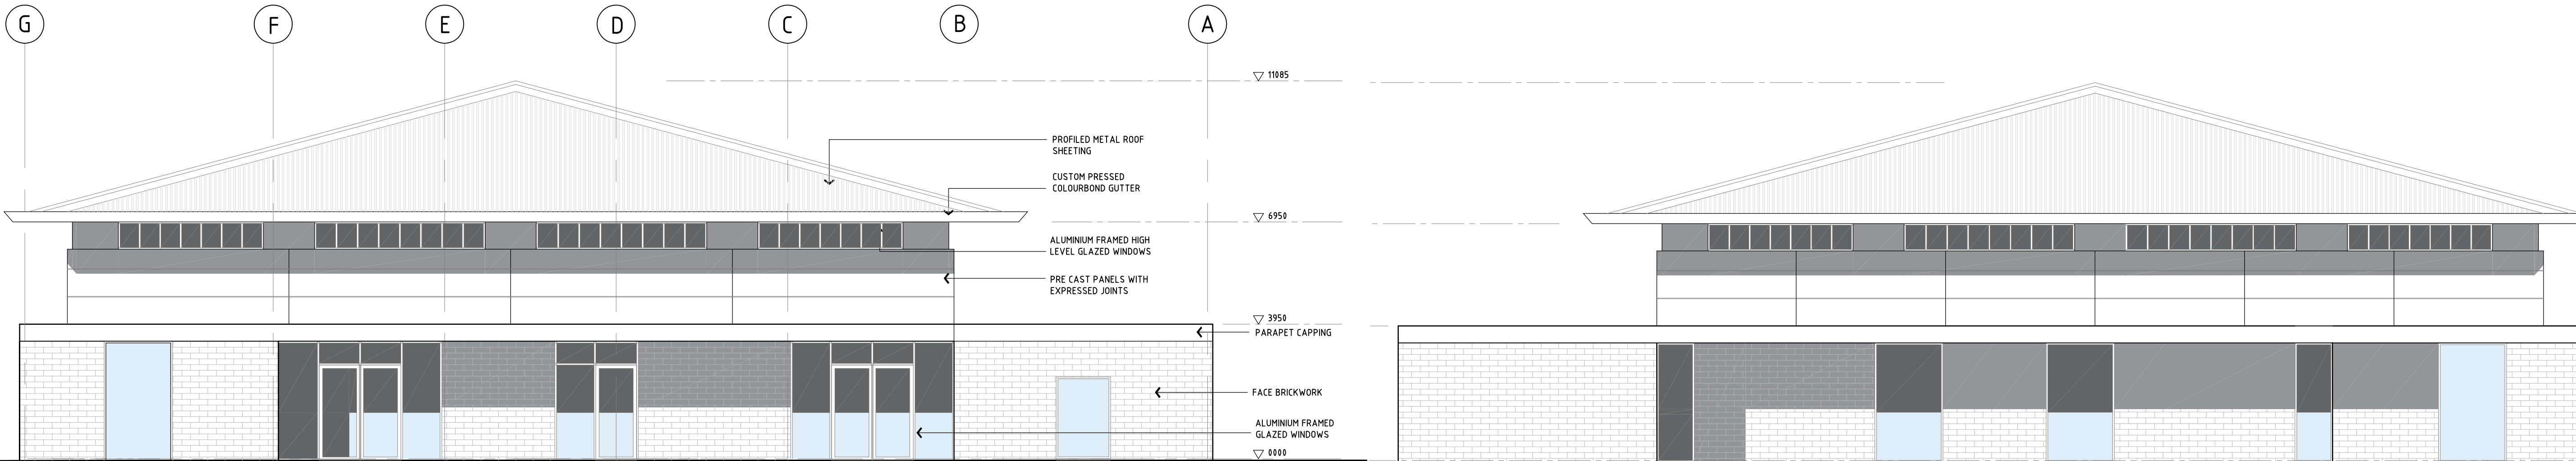 G
F
E
D
C
B
A
11085
PROFILED METAL ROOF
SHEETING
CUSTOM PRESSED
COLOURBOND GUTTER
6950
ALUMINIUM FRAMED HIGH
LEVEL GLAZED WINDOWS
PRE CAST PANELS WITH
EXPRESSED JOINTS
3950
PARAPET CAPPING
FACE BRICKWORK
ALUMINIUM FRAMED
GLAZED WINDOWS
0000